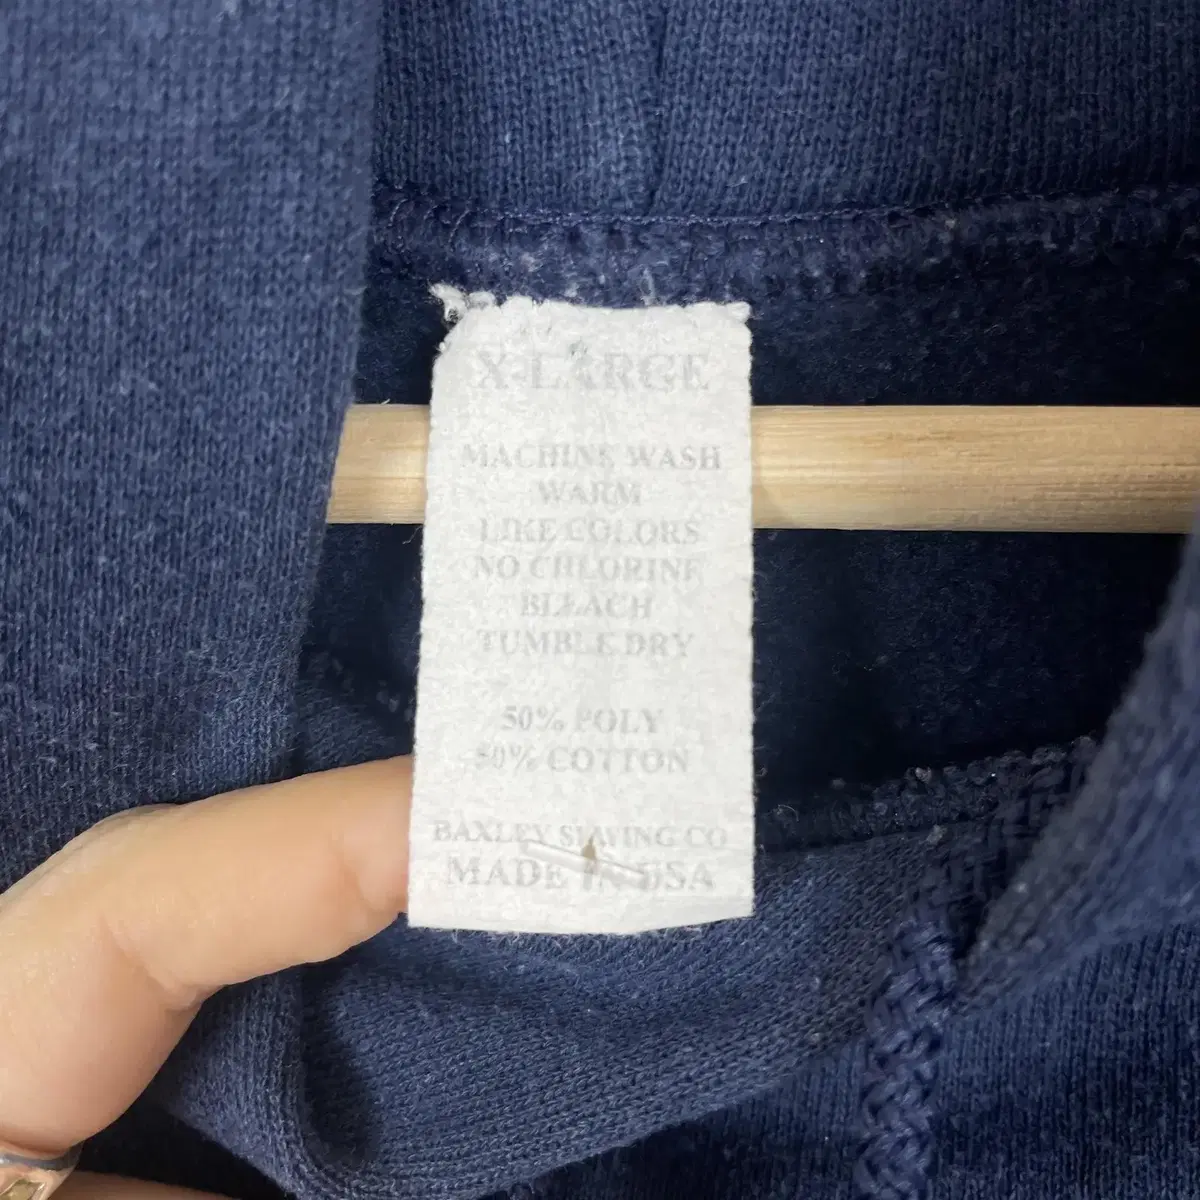 X-LARGE
MACHINE WASH
WARM
LIKE COLORS
NO CHLORINE
BLEACH
TUMBLE DRY
50% POLY
50% COTTON
BAXLEY SEWING CO
MADE IN USA